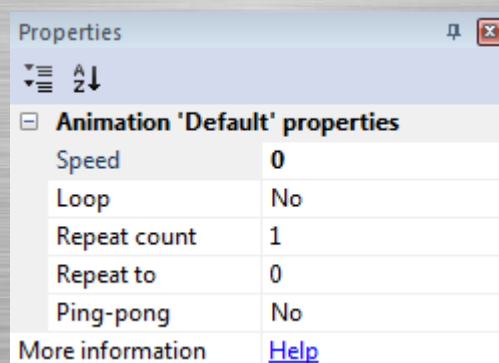 Properties
Animation 'Default' properties
Speed 0
Loop No
Repeat count 1
Repeat to 0
Ping-pong No
More information Help